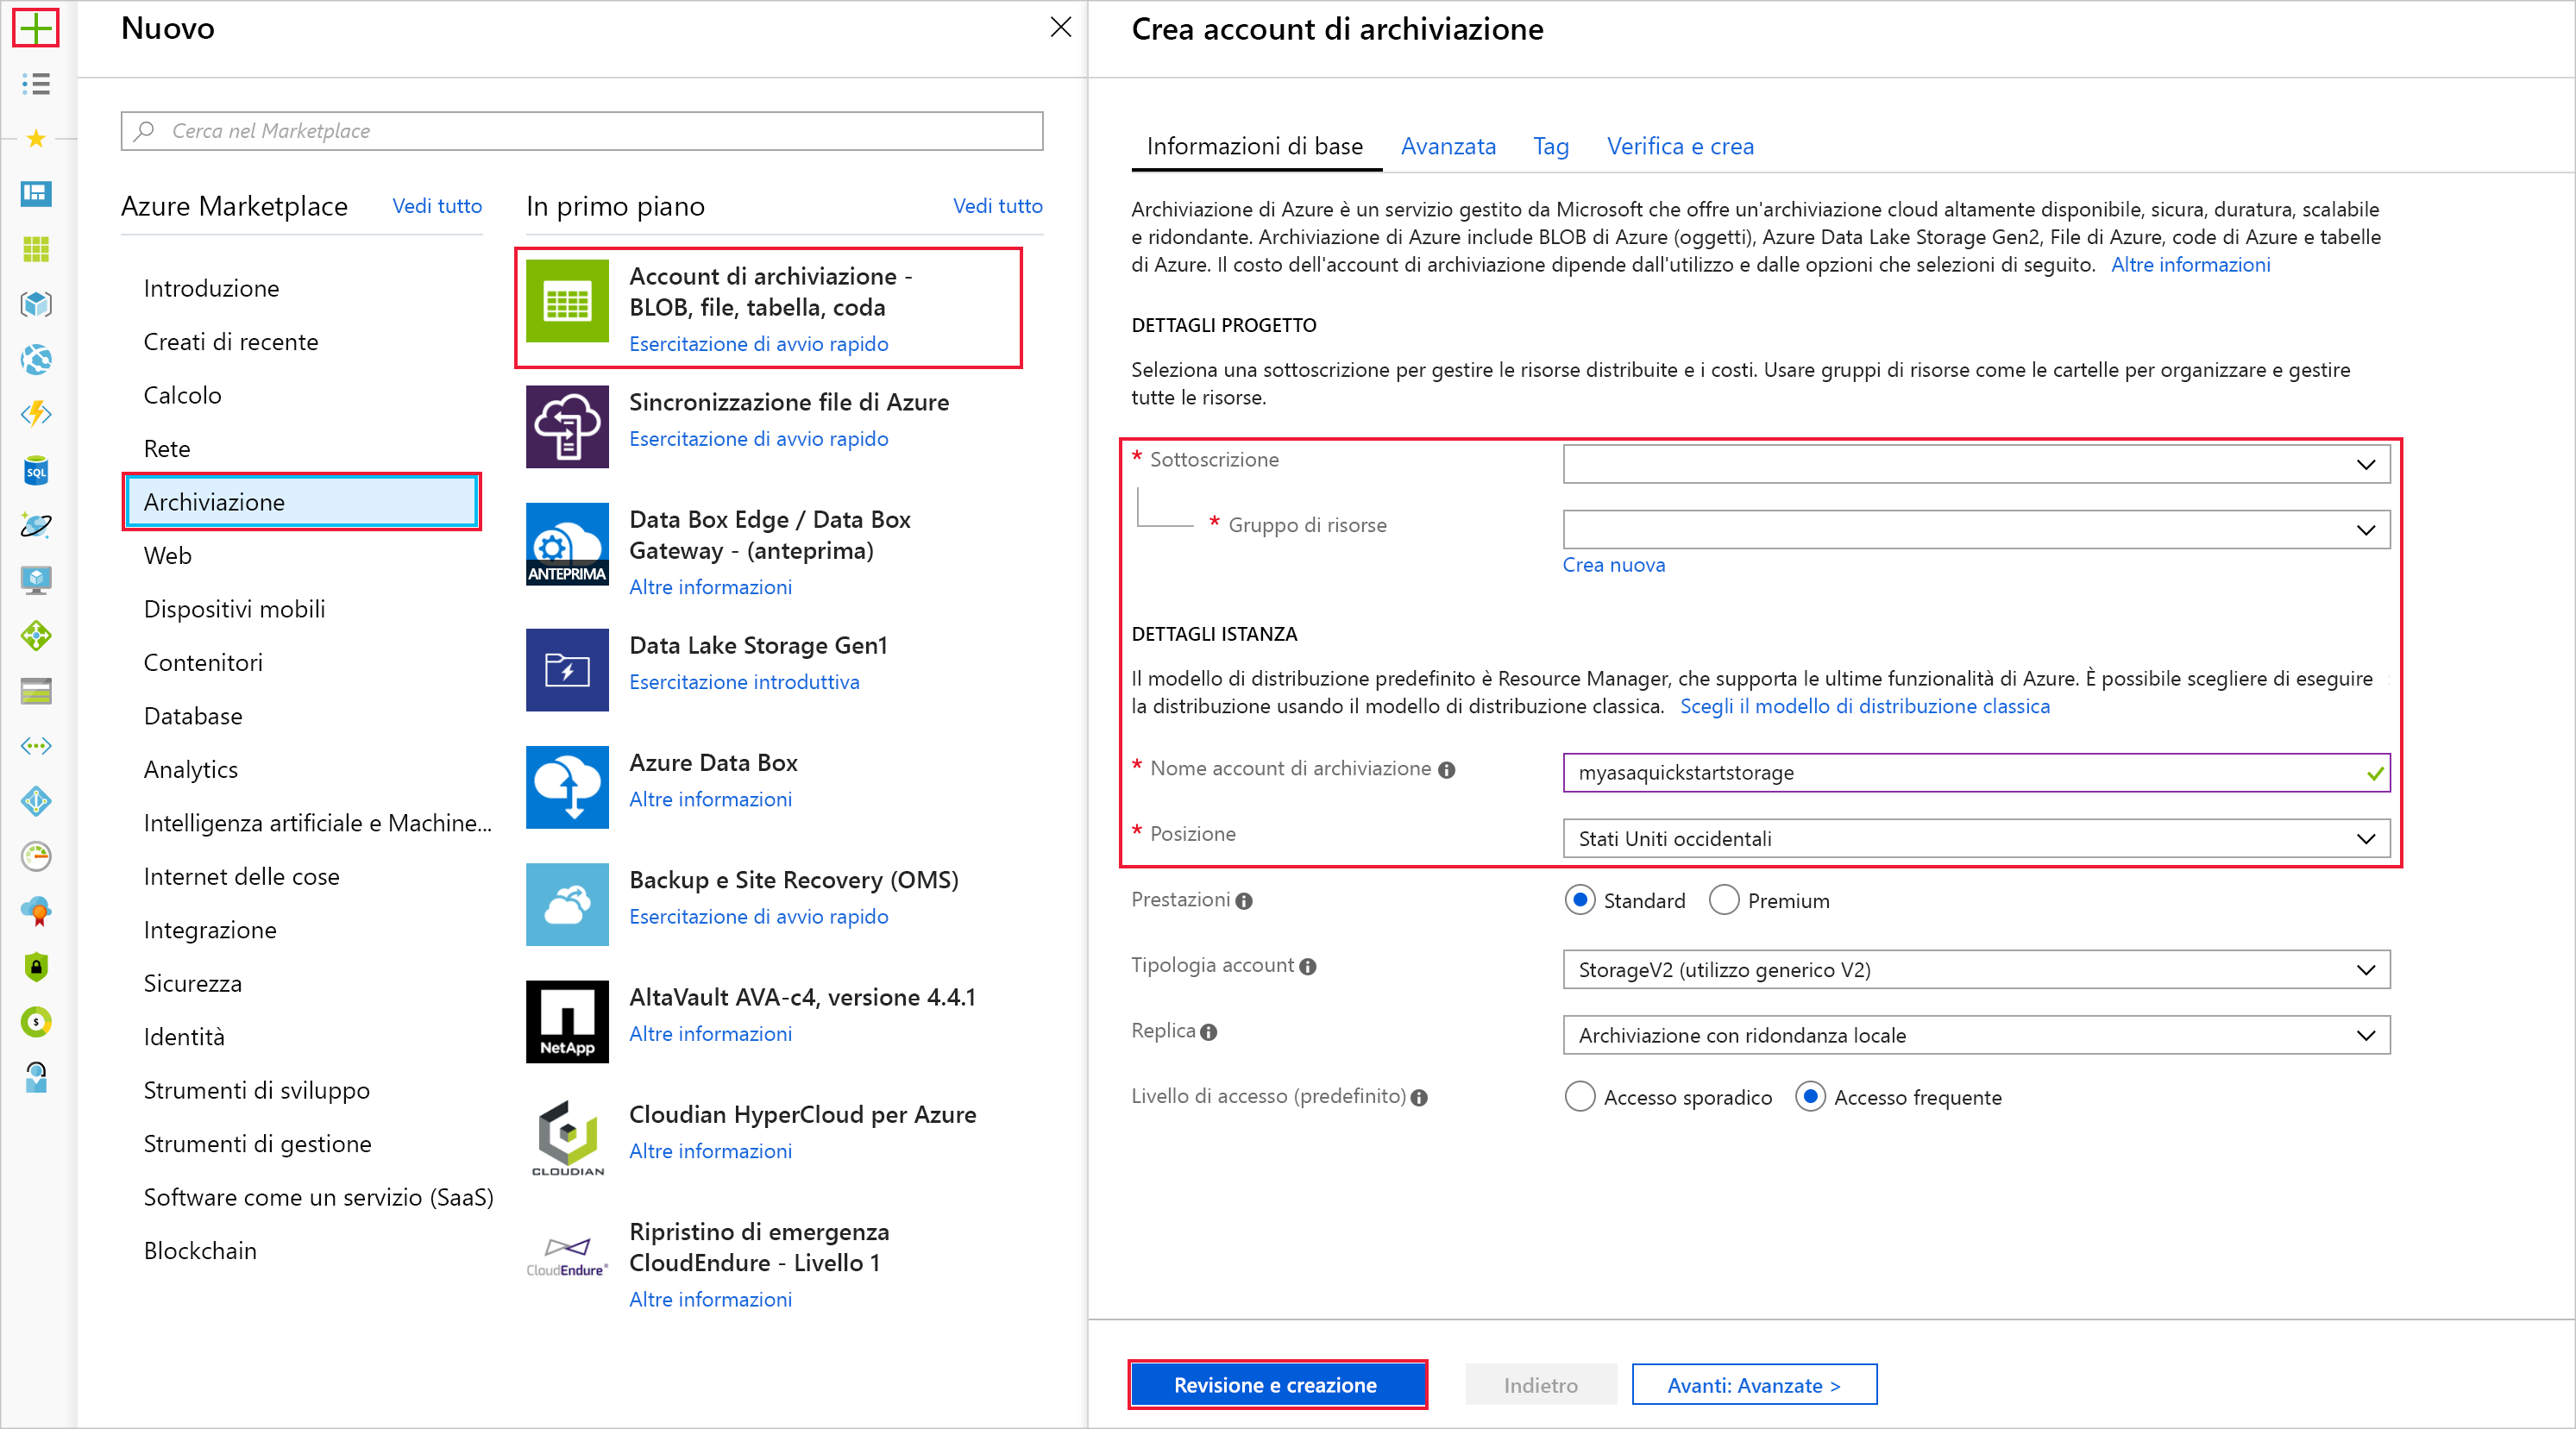 Nuovo
Cerca nel Marketplace
Azure Marketplace
Vedi tutto
Introduzione
Creati di recente
Calcolo
Rete
Archiviazione
Web
Dispositivi mobili
Contenitori
Database
Analytics
Intelligenza artificiale e Machine...
Internet delle cose
Integrazione
Sicurezza
Identità
Strumenti di sviluppo
Strumenti di gestione
Software come un servizio (SaaS)
Blockchain
In primo piano
Vedi tutto
Account di archiviazione -
BLOB, file, tabella, coda
Esercitazione di avvio rapido
Sincronizzazione file di Azure
Esercitazione di avvio rapido
ANTEPRIMA
Data Box Edge / Data Box
Gateway - (anteprima)
Altre informazioni
Data Lake Storage Gen1
Esercitazione introduttiva
Azure Data Box
Altre informazioni
Backup e Site Recovery (OMS)
Esercitazione di avvio rapido
NetApp
AltaVault AVA-c4, versione 4.4.1
Altre informazioni
CLOUDIAN
Cloudian HyperCloud per Azure
Altre informazioni
CloudEndure
Ripristino di emergenza
CloudEndure - Livello 1
Altre informazioni
SQL
Crea account di archiviazione
Informazioni di base
Avanzata
Tag
Verifica e crea
Archiviazione di Azure è un servizio gestito da Microsoft che offre un'archiviazione cloud altamente disponibile, sicura, duratura, scalabile
e ridondante. Archiviazione di Azure include BLOB di Azure (oggetti), Azure Data Lake Storage Gen2, File di Azure, code di Azure e tabelle
di Azure. Il costo dell'account di archiviazione dipende dall'utilizzo e dalle opzioni che selezioni di seguito. Altre informazioni
DETTAGLI PROGETTO
Seleziona una sottoscrizione per gestire le risorse distribuite e i costi. Usare gruppi di risorse come le cartelle per organizzare e gestire
tutte le risorse.
* Sottoscrizione
* Gruppo di risorse
Crea nuova
DETTAGLI ISTANZA
Il modello di distribuzione predefinito è Resource Manager, che supporta le ultime funzionalità di Azure. È possibile scegliere di eseguire
la distribuzione usando il modello di distribuzione classica. Scegli il modello di distribuzione classica
* Nome account di archiviazione
myasaquickstartstorage
* Posizione
Stati Uniti occidentali
Prestazioni
Standard
Premium
Tipologia account
StorageV2 (utilizzo generico V2)
Replica
Archiviazione con ridondanza locale
Livello di accesso (predefinito)
Accesso sporadico
Accesso frequente
Revisione e creazione
Indietro
Avanti: Avanzate >